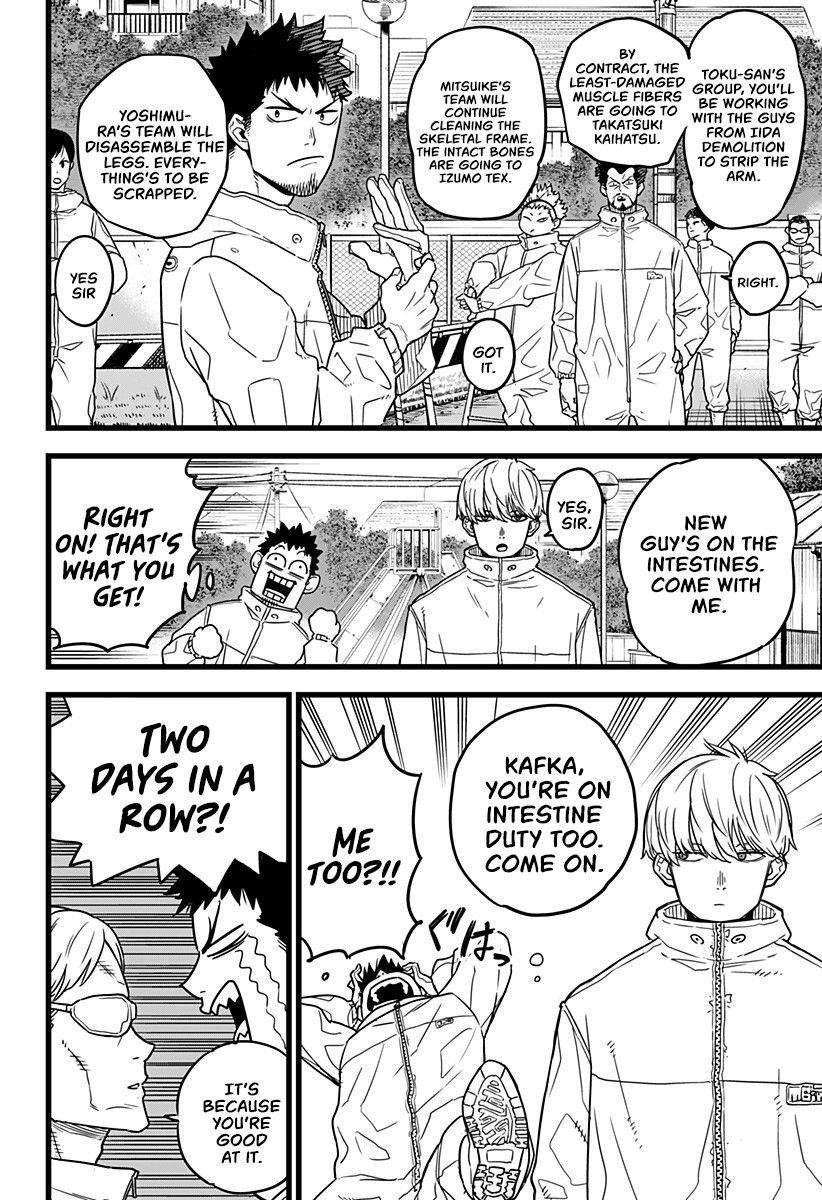 TOKU-SAN'S
GROUP, YOU'LL
BE WORKING
WITH THE GUYS
FROM IIDA
DEMOLITION
TO STRIP THE
ARM.
BY
CONTRACT, THE
LEAST-DAMAGED
MUSCLE FIBERS
ARE GOING TO
TAKATSUKI
KAIHATSU.
RIGHT.
MITSUIKE'S
TEAM WILL
CONTINUE
CLEANING THE
SKELETAL FRAME.
THE INTACT BONES
ARE GOING TO
IZUMO TEX.
GOT
IT.
YOSHIMU-
RA'S TEAM WILL
DISASSEMBLE THE
LEGS. EVERY-
THING'S TO BE
SCRAPPED.
YES
SIR
NEW
GUY'S ON THE
INTESTINES.
COME WITH
ME.
YES,
SIR.
RIGHT
ON! THAT'S
WHAT YOU
GET!
KAFKA,
YOU'RE ON
INTESTINE
DUTY TOO.
COME ON.
ME
TOO?!!
ぐはっ
TWO
DAYS IN A
ROW?!
IT'S
BECAUSE
YOU'RE
GOOD
AT IT.